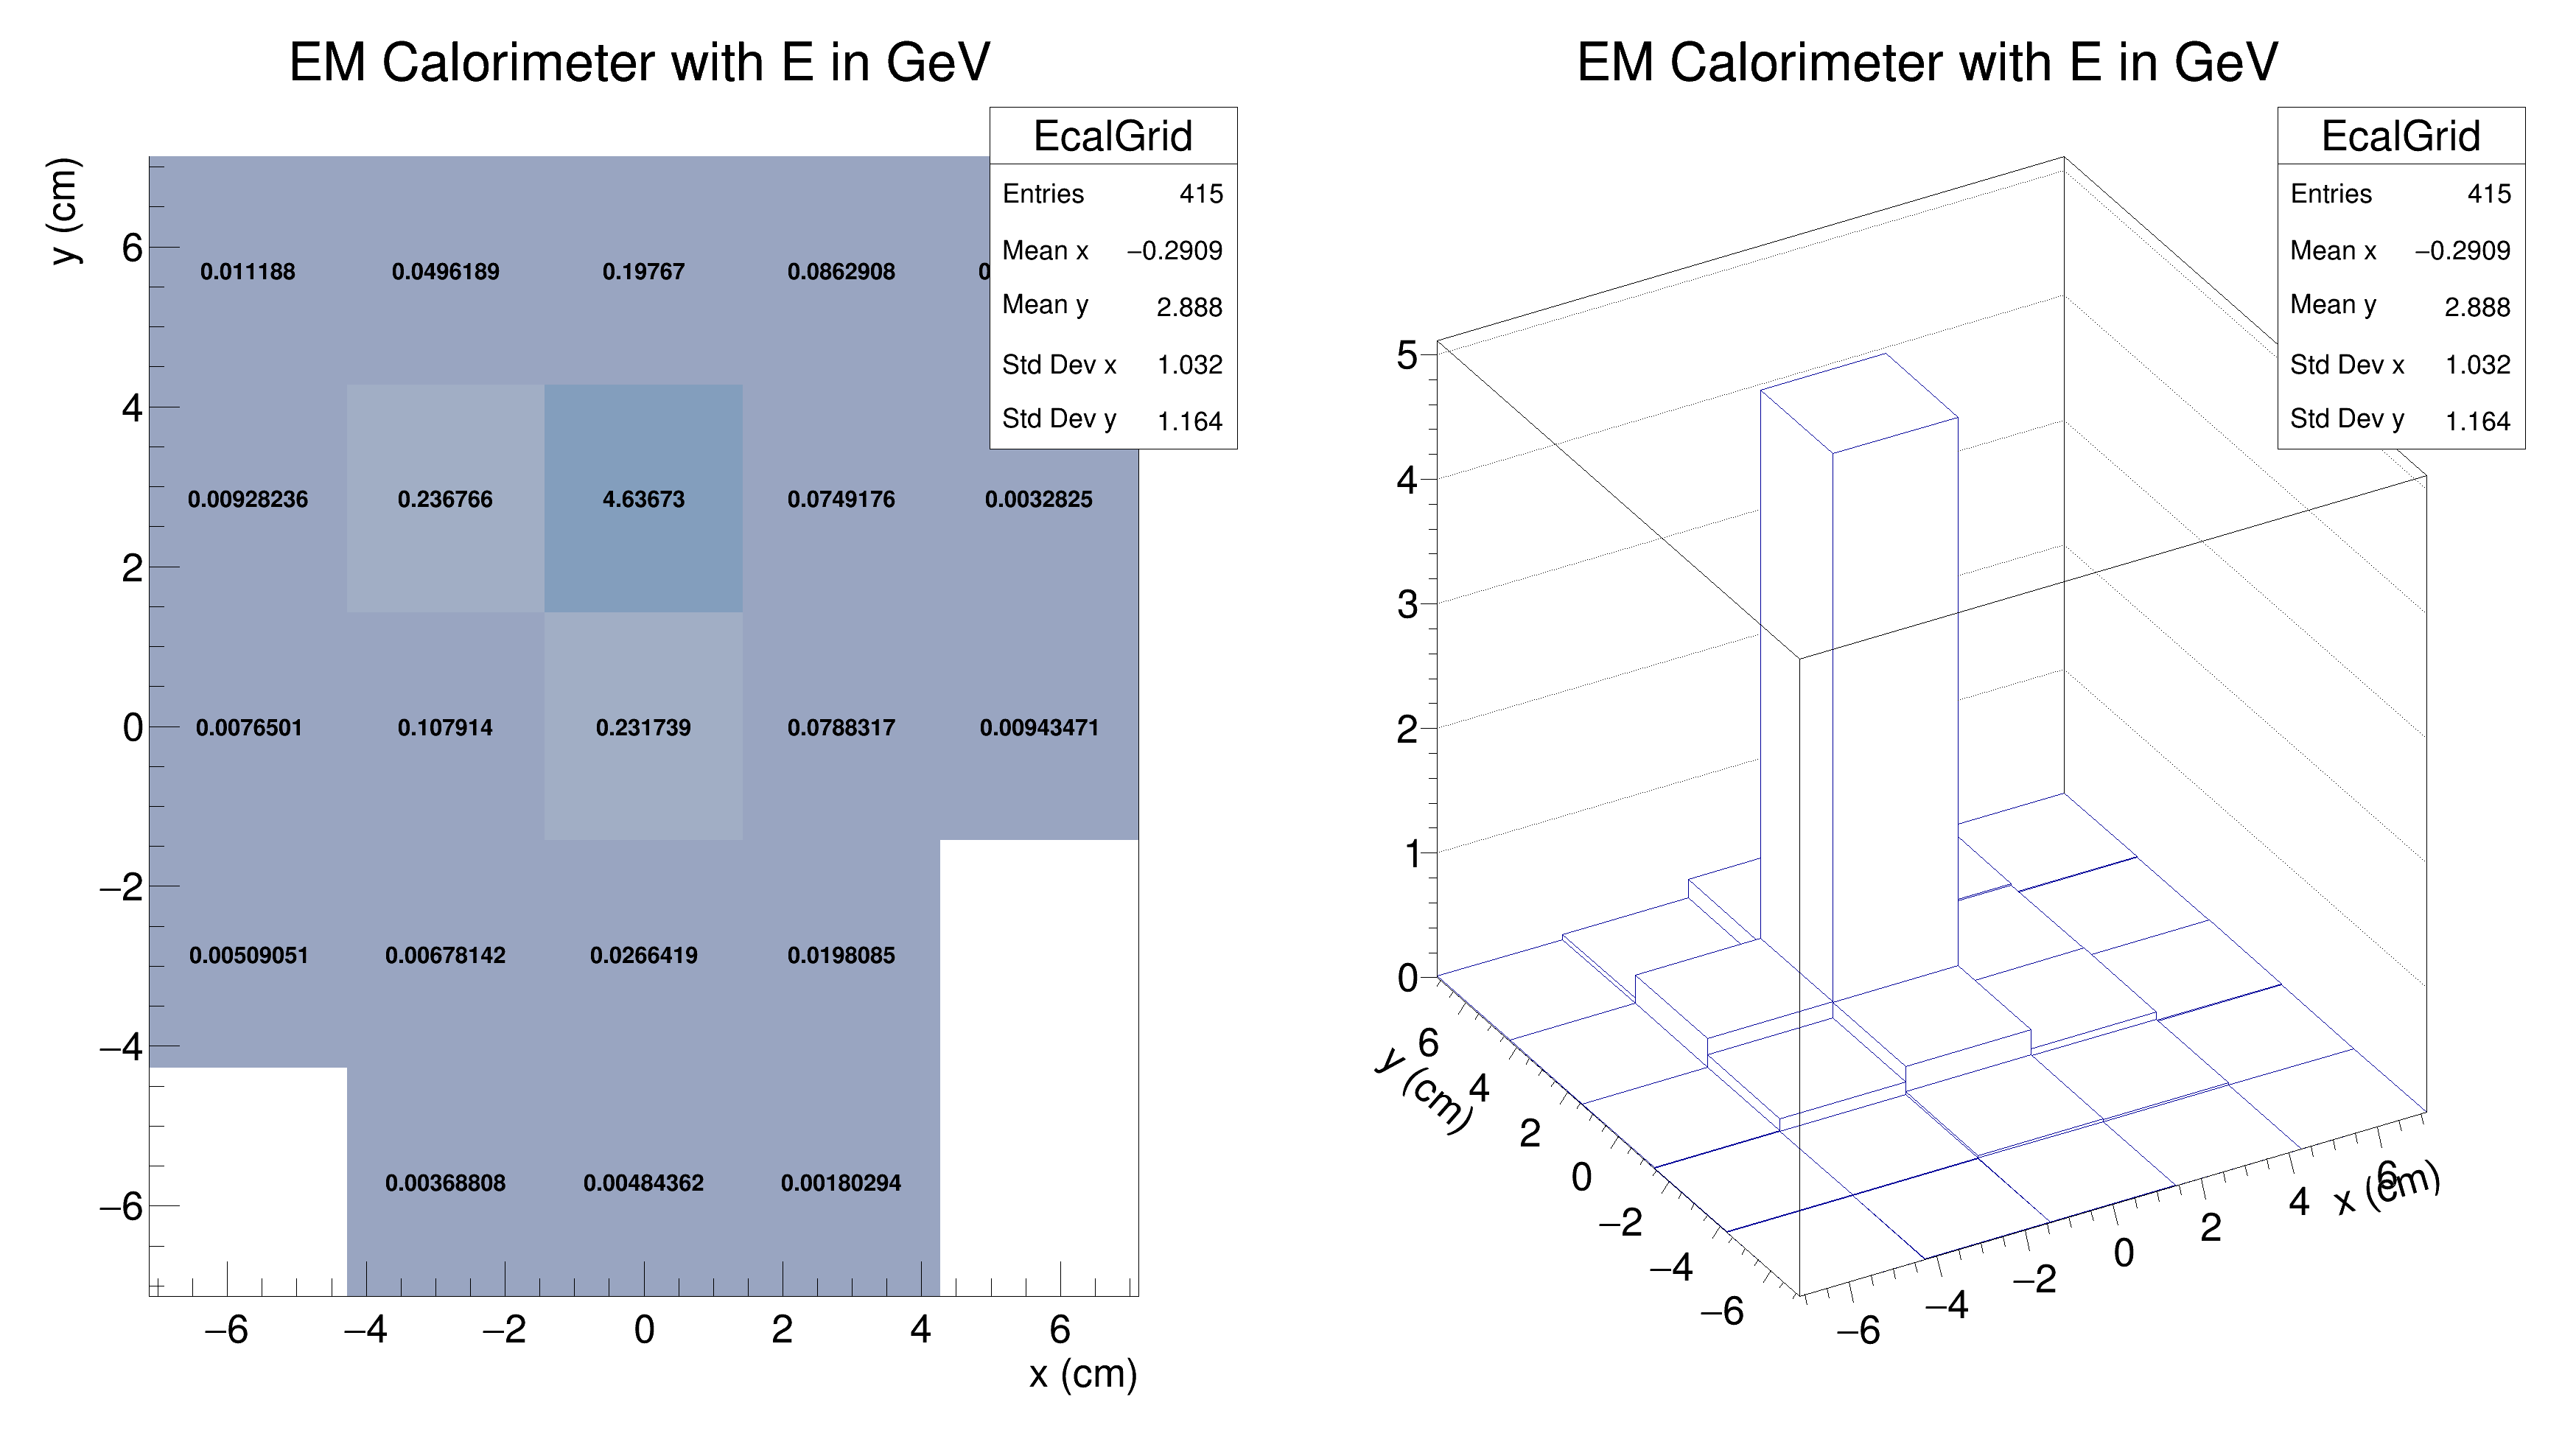 EM Calorimeter with E in GeV
EcalGrid
Entries 415
Mean x −0.2909
Mean y 2.888
Std Dev x 1.032
Std Dev y 1.164
y (cm)
6
4
2
0
−2
−4
−6
0.011188 0.0496189 0.19767 0.0862908
0.00928236 0.236766 4.63673 0.0749176 0.0032825
0.0076501 0.107914 0.231739 0.0788317 0.00943471
0.00509051 0.00678142 0.0266419 0.0198085
0.00368808 0.00484362 0.00180294
−6 −4 −2 0 2 4 6
x (cm)
EM Calorimeter with E in GeV
EcalGrid
Entries 415
Mean x −0.2909
Mean y 2.888
Std Dev x 1.032
Std Dev y 1.164
5
4
3
2
1
0
y (cm)
6
4
2
0
−2
−4
−6
−6 −4 −2 0 2 4 6
x (cm)